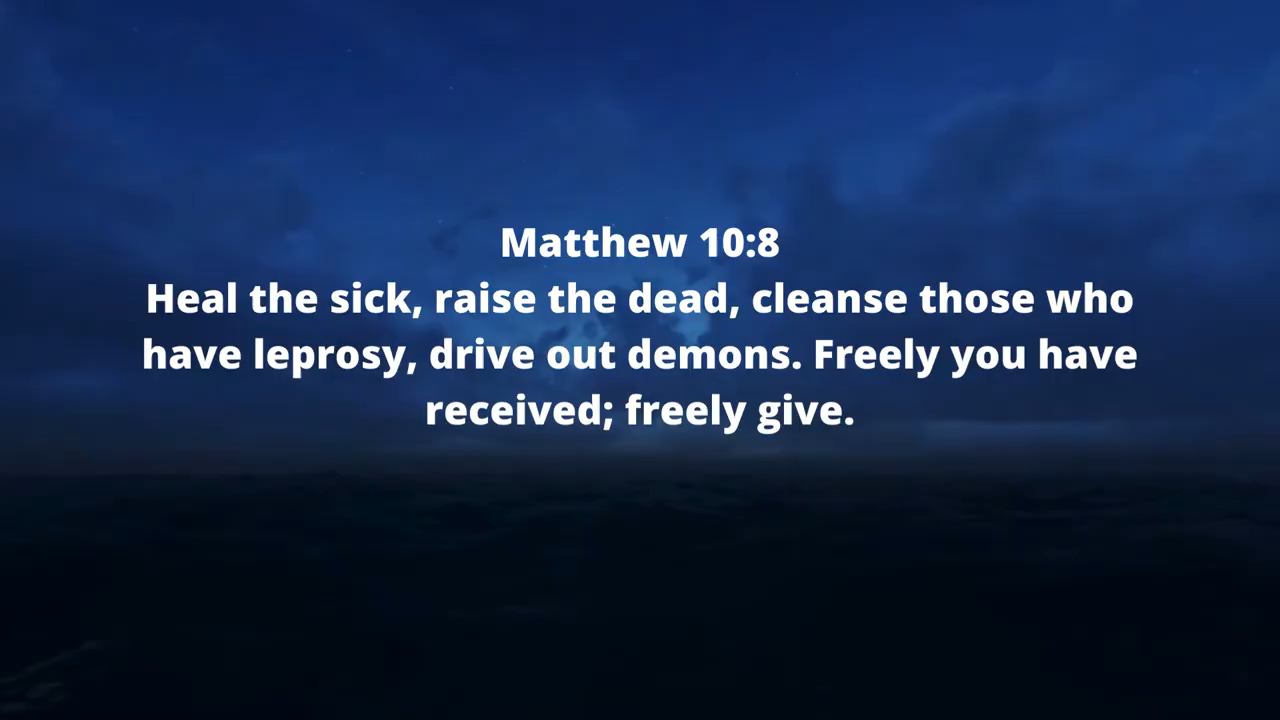 Matthew 10:8
Heal the sick, raise the dead, cleanse those who
have leprosy, drive out demons. Freely you have
received; freely give.